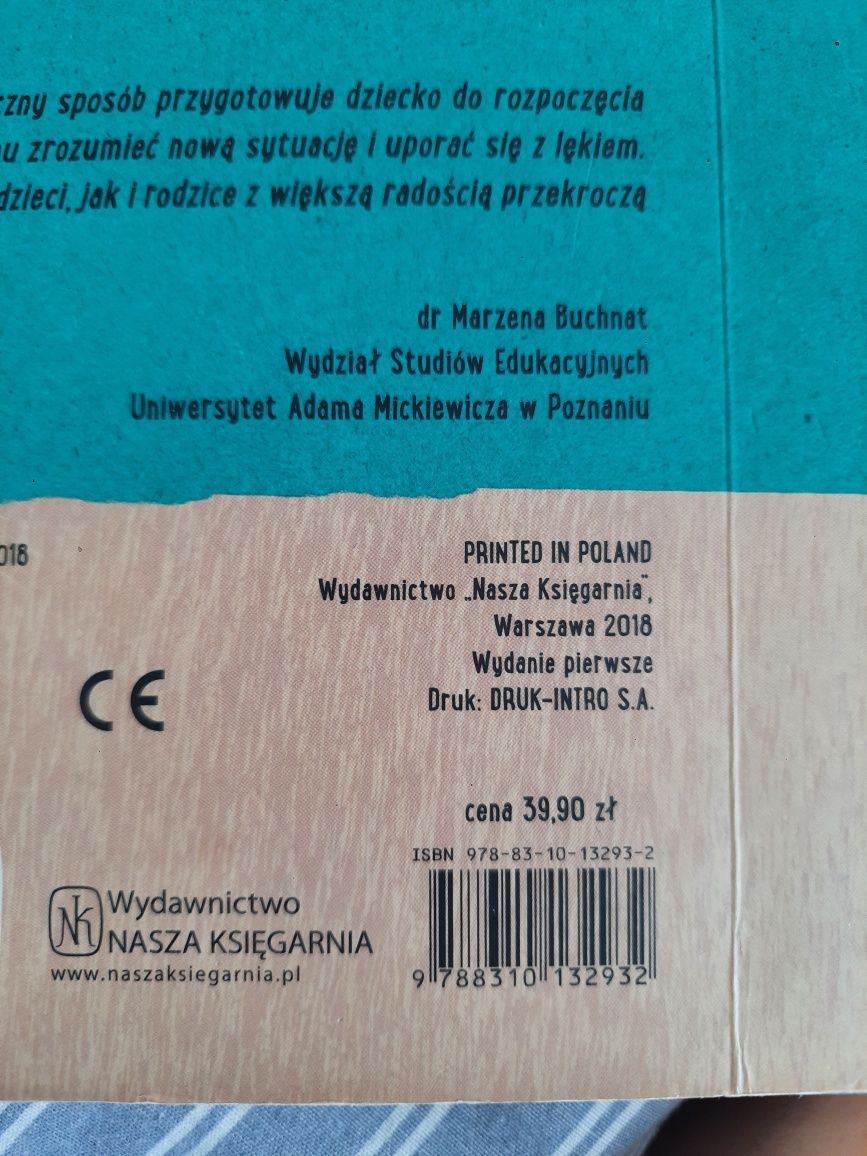 czny sposób przygotowuje dziecko do rozpoczęcia
mu zrozumieć nową sytuację i uporać się z lękiem.
dzieci, jak i rodzice z większą radością przekroczą
dr Marzena Buchnat
Wydział Studiów Edukacyjnych
Uniwersytet Adama Mickiewicza w Poznaniu
018
PRINTED IN POLAND
Wydawnictwo „Nasza Księgarnia”,
Warszawa 2018
Wydanie pierwsze
Druk: DRUK-INTRO S.A.
CE
cena 39,90 zł
ISBN 978-83-10-13293-2
9 788310 132932
NK
Wydawnictwo
NASZA KSIĘGARNIA
www.naszaksiegarnia.pl